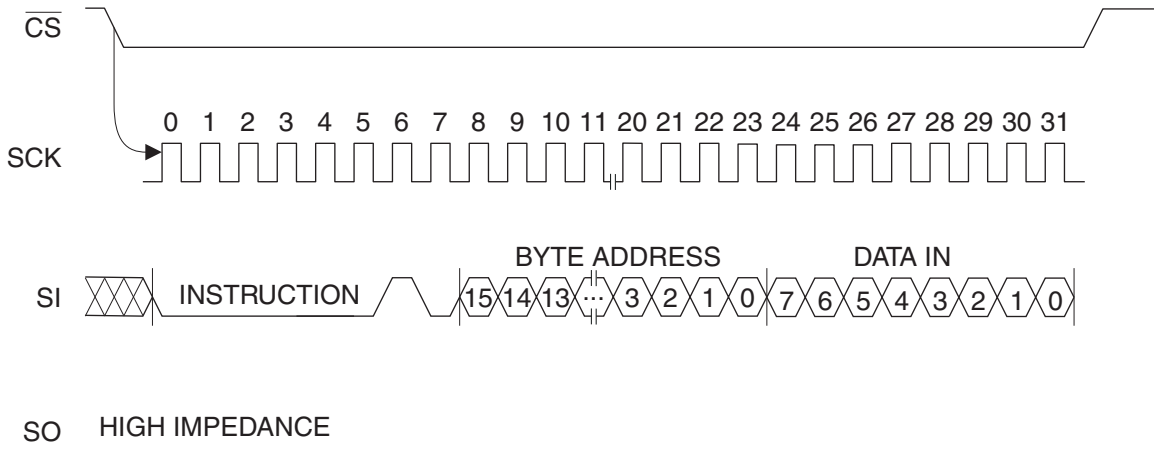 CS
0 1 2 3 4 5 6 7 8 9 10 11 20 21 22 23 24 25 26 27 28 29 30 31
SCK
BYTE ADDRESS DATA IN
SI INSTRUCTION 15 14 13 ... 3 2 1 0 7 6 5 4 3 2 1 0
SO HIGH IMPEDANCE